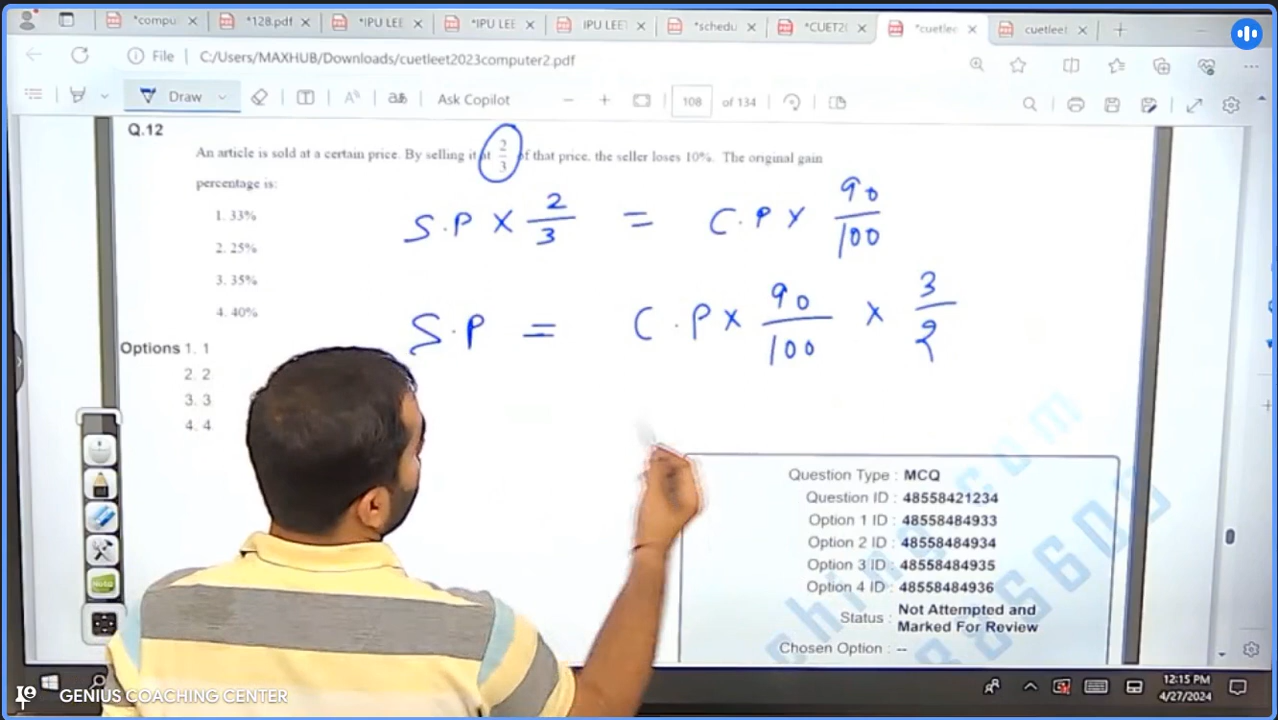 *compu
*128.pdf
*IPU LEE
*IPU LEE
IPU LEE
*schedu
*CUET20
*cuetlee
cuetleet
File C:/Users/MAXHUB/Downloads/cuetleet2023computer2.pdf
Draw Ask Copilot 108 of 134
Q.12
An article is sold at a certain price. By selling it at 2/3 of that price, the seller loses 10%. The original gain
percentage is:
S.P × 2/3 = C.P × 90/100
1. 33%
2. 25%
3. 35%
4. 40%
S.P = C.P × 90/100 × 3/2
Options 1. 1
2. 2
3. 3
4. 4
Question Type : MCQ
Question ID : 48558421234
Option 1 ID : 48558484933
Option 2 ID : 48558484934
Option 3 ID : 48558484935
Option 4 ID : 48558484936
Status : Not Attempted and
Marked For Review
Chosen Option : --
12:15 PM
4/27/2024
GENIUS COACHING CENTER